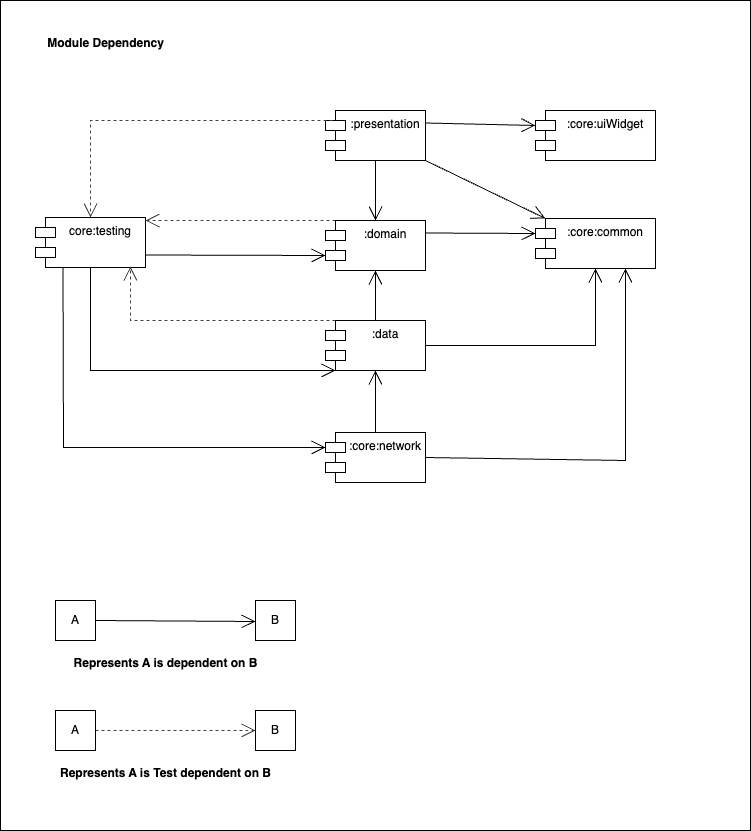 Module Dependency
:presentation
:core:uiWidget
core:testing
:domain
:core:common
:data
:core:network
A
B
Represents A is dependent on B
A
B
Represents A is Test dependent on B